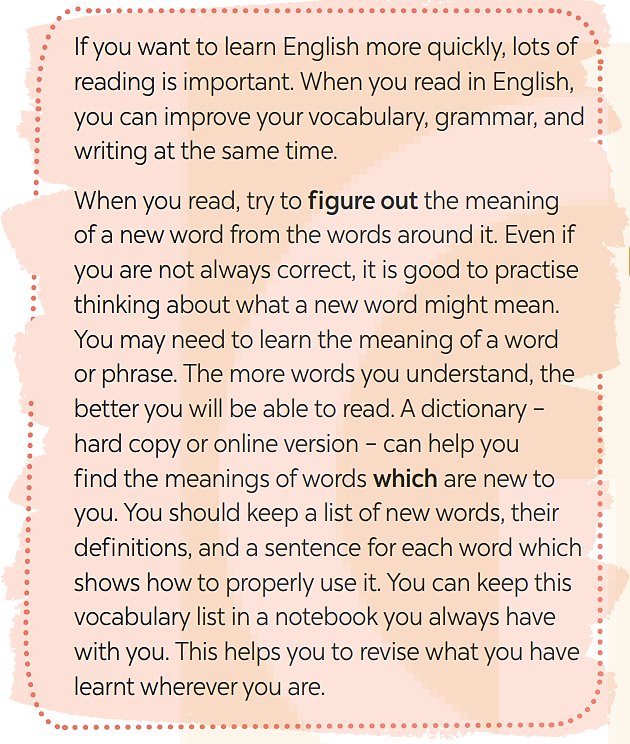 If you want to learn English more quickly, lots of
reading is important. When you read in English,
you can improve your vocabulary, grammar, and
writing at the same time.
When you read, try to figure out the meaning
of a new word from the words around it. Even if
you are not always correct, it is good to practise
thinking about what a new word might mean.
You may need to learn the meaning of a word
or phrase. The more words you understand, the
better you will be able to read. A dictionary –
hard copy or online version – can help you
find the meanings of words which are new to
you. You should keep a list of new words, their
definitions, and a sentence for each word which
shows how to properly use it. You can keep this
vocabulary list in a notebook you always have
with you. This helps you to revise what you have
learnt wherever you are.